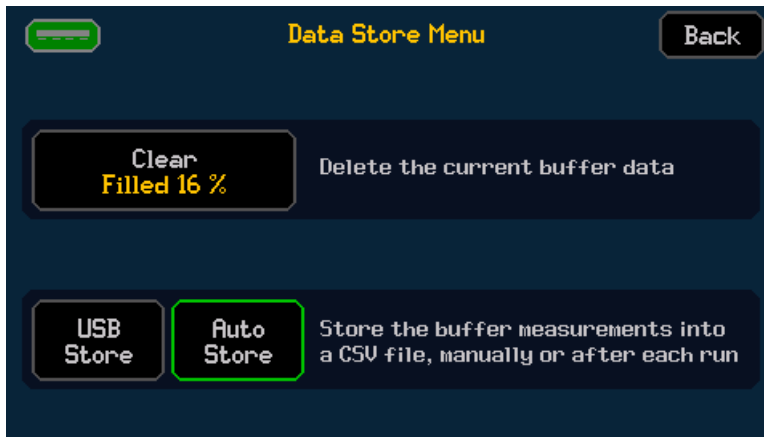 Data Store Menu
Back
Clear
Filled 16 %
Delete the current buffer data
USB
Store
Auto
Store
Store the buffer measurements into
a CSV file, manually or after each run